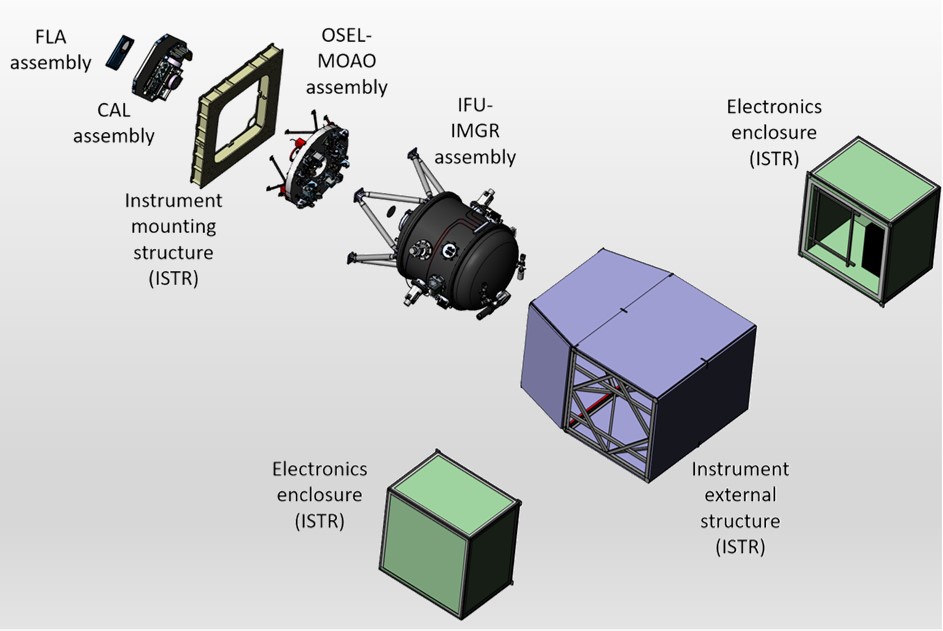 FLA
assembly
CAL
assembly
Instrument
mounting
structure
(ISTR)
OSEL-
MOAO
assembly
IFU-
IMGR
assembly
Electronics
enclosure
(ISTR)
Electronics
enclosure
(ISTR)
Instrument
external
structure
(ISTR)